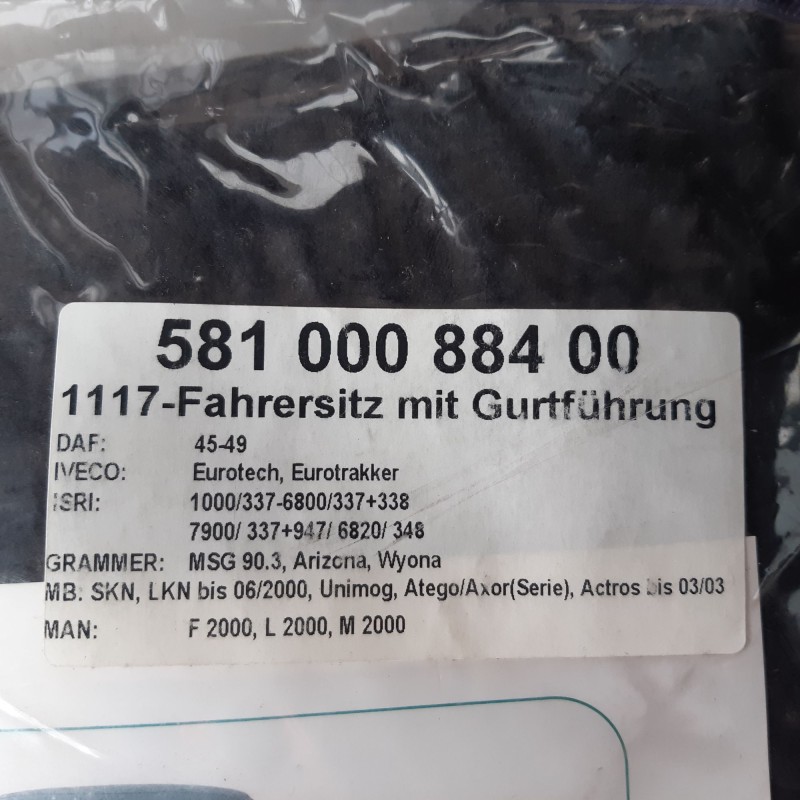 581 000 884 00
1117-Fahrersitz mit Gurtführung
DAF: 45-49
IVECO: Eurotech, Eurotrakker
ISRI: 1000/337-6800/337+338
7900/ 337+947/ 6820/ 348
GRAMMER: MSG 90.3, Arizona, Wyona
MB: SKN, LKN bis 06/2000, Unimog, Atego/Axor(Serie), Actros bis 03/03
MAN: F 2000, L 2000, M 2000